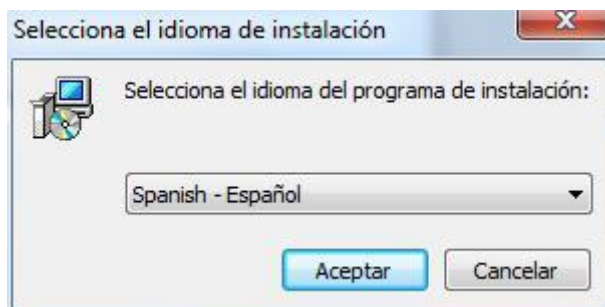 Selecciona el idioma de instalación
Selecciona el idioma del programa de instalación:
Spanish - Español
Aceptar
Cancelar